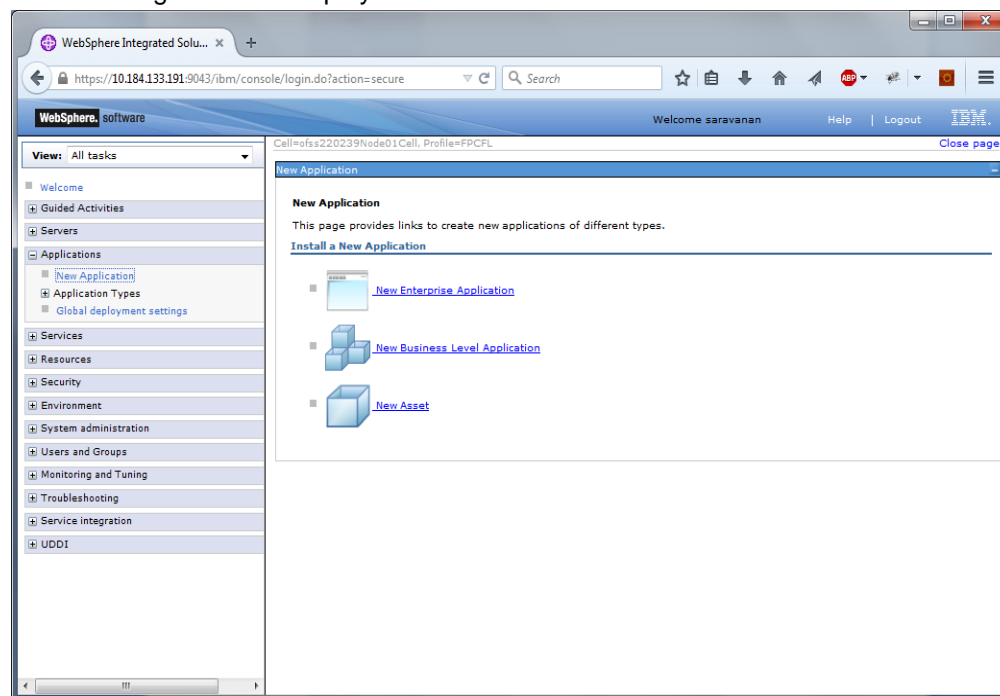 WebSphere Integrated Solu...
https://10.184.133.191:9043/ibm/console/login.do?action=secure
Search
ABP
WebSphere. software
Welcome saravanan
Help | Logout
IBM.
View: All tasks
Welcome
Guided Activities
Servers
Applications
New Application
Application Types
Global deployment settings
Services
Resources
Security
Environment
System administration
Users and Groups
Monitoring and Tuning
Troubleshooting
Service integration
UDDI
Cell=ofss220239Node01Cell, Profile=FPCFL
Close page
New Application
New Application
This page provides links to create new applications of different types.
Install a New Application
New Enterprise Application
New Business Level Application
New Asset